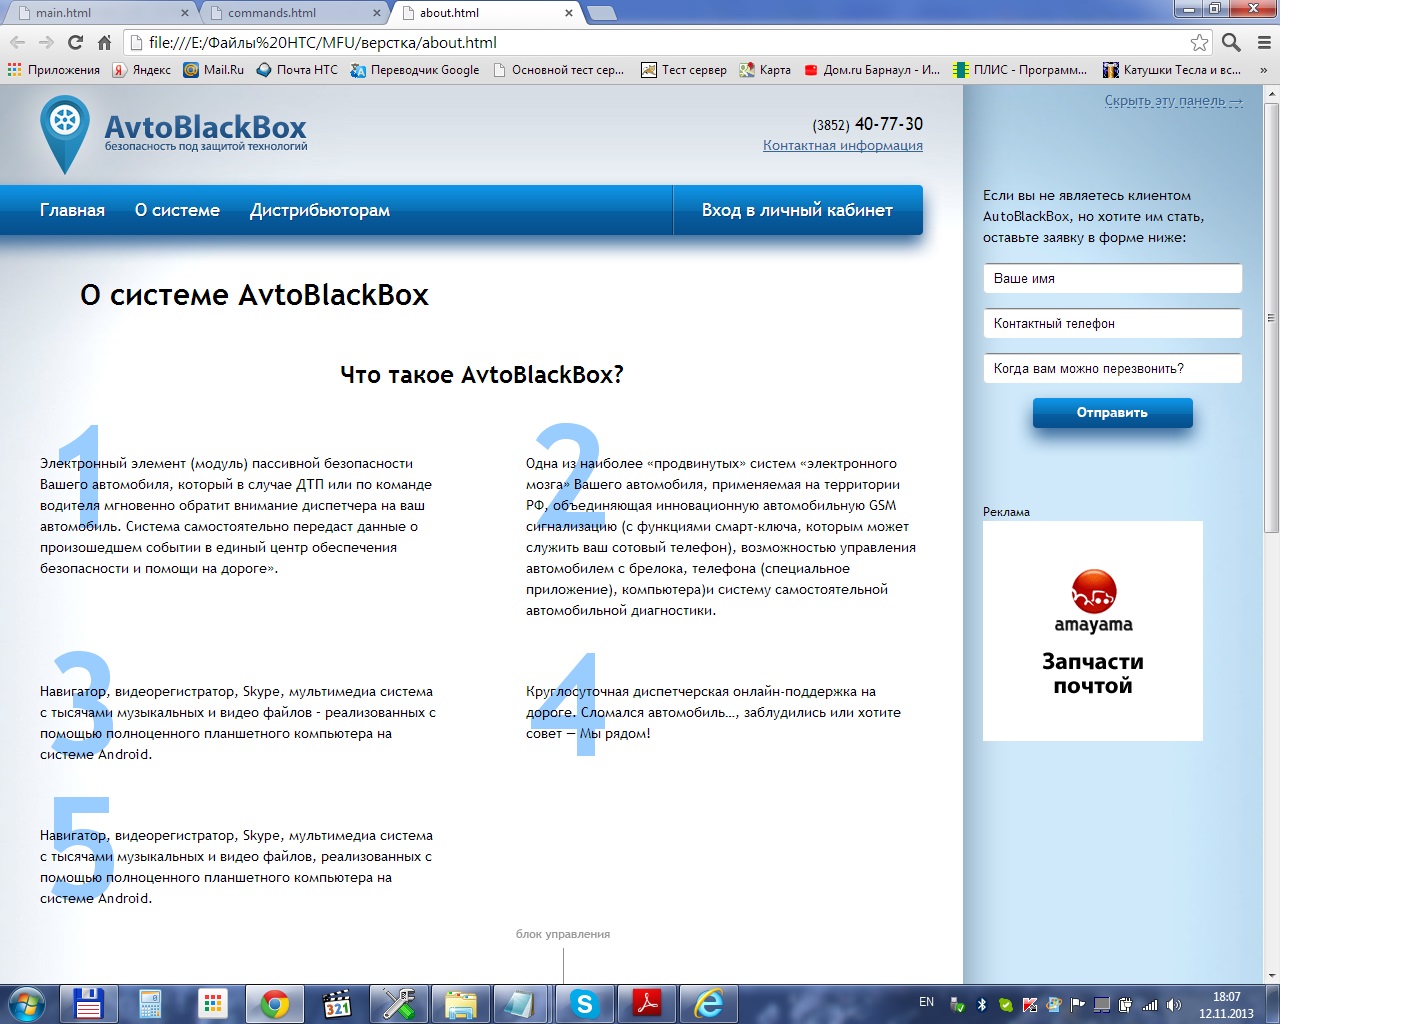 main.html
commands.html
about.html
file:///E:/Файлы%20НТС/MFU/верстка/about.html
Приложения
Яндекс
Mail.Ru
Почта НТС
Переводчик Google
Основной тест сер...
Тест сервер
Карта
Дом.ru Барнаул - И...
ПЛИС - Программ...
Катушки Тесла и вс...
»
Скрыть эту панель →
AvtoBlackBox
безопасность под защитой технологий
(3852) 40-77-30
Контактная информация
Главная
О системе
Дистрибьюторам
Вход в личный кабинет
О системе AvtoBlackBox
Что такое AvtoBlackBox?
1
Электронный элемент (модуль) пассивной безопасности
Вашего автомобиля, который в случае ДТП или по команде
водителя мгновенно обратит внимание диспетчера на ваш
автомобиль. Система самостоятельно передаст данные о
произошедшем событии в единый центр обеспечения
безопасности и помощи на дороге».
2
Одна из наиболее «продвинутых» систем «электронного
мозга» Вашего автомобиля, применяемая на территории
РФ, объединяющая инновационную автомобильную GSM
сигнализацию (с функциями смарт-ключа, которым может
служить ваш сотовый телефон), возможностью управления
автомобилем с брелока, телефона (специальное
приложение), компьютера)и систему самостоятельной
автомобильной диагностики.
3
Навигатор, видеорегистратор, Skype, мультимедиа система
с тысячами музыкальных и видео файлов - реализованных с
помощью полноценного планшетного компьютера на
системе Android.
4
Круглосуточная диспетчерская онлайн-поддержка на
дороге. Сломался автомобиль..., заблудились или хотите
совет — Мы рядом!
5
Навигатор, видеорегистратор, Skype, мультимедиа система
с тысячами музыкальных и видео файлов, реализованных с
помощью полноценного планшетного компьютера на
системе Android.
блок управления
Если вы не являетесь клиентом
AutoBlackBox, но хотите им стать,
оставьте заявку в форме ниже:
Ваше имя
Контактный телефон
Когда вам можно перезвонить?
Отправить
Реклама
amayama
Запчасти
почтой
321
EN
18:07
12.11.2013